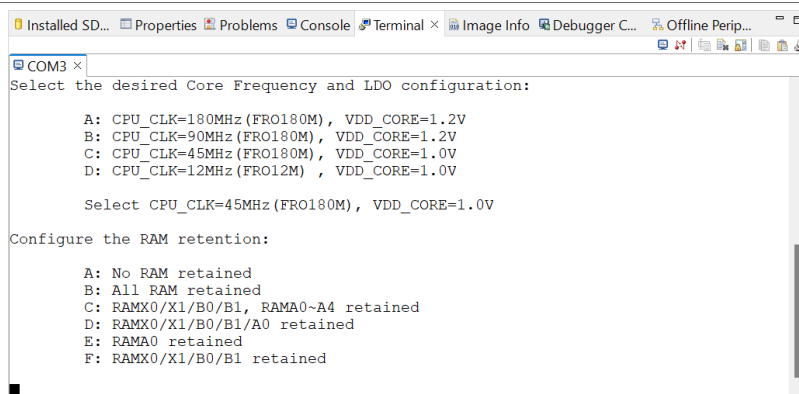 Installed SD... Properties Problems Console Terminal Image Info Debugger C... Offline Perip...
COM3
Select the desired Core Frequency and LDO configuration:
A: CPU_CLK=180MHz(FRO180M), VDD_CORE=1.2V
B: CPU_CLK=90MHz(FRO180M), VDD_CORE=1.2V
C: CPU_CLK=45MHz(FRO180M), VDD_CORE=1.0V
D: CPU_CLK=12MHz(FRO12M) , VDD_CORE=1.0V
Select CPU_CLK=45MHz(FRO180M), VDD_CORE=1.0V
Configure the RAM retention:
A: No RAM retained
B: All RAM retained
C: RAMX0/X1/B0/B1, RAMA0~A4 retained
D: RAMX0/X1/B0/B1/A0 retained
E: RAMA0 retained
F: RAMX0/X1/B0/B1 retained